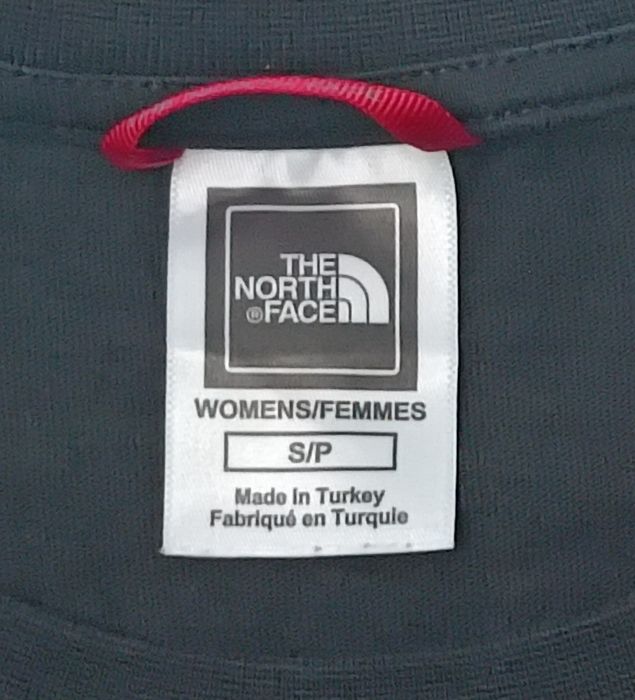 THE
NORTH
®FACE
WOMENS/FEMMES
S/P
Made in Turkey
Fabriqué en Turquie